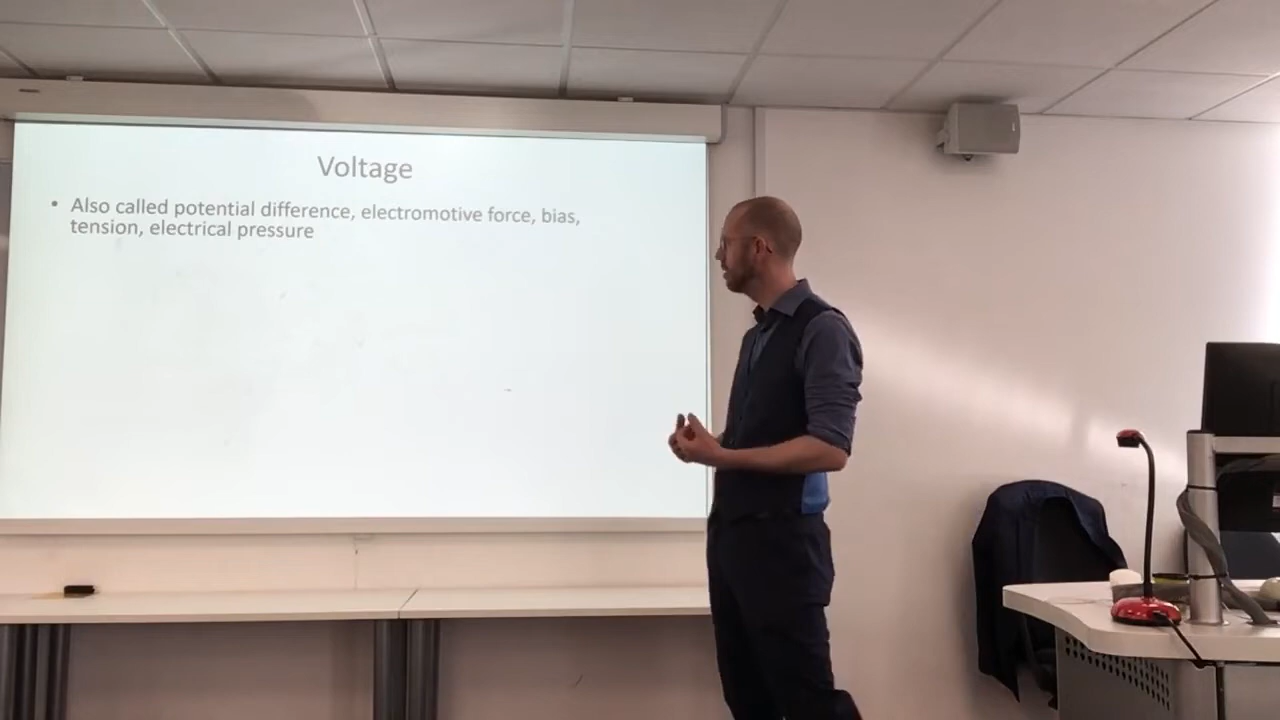 Voltage
• Also called potential difference, electromotive force, bias,
tension, electrical pressure